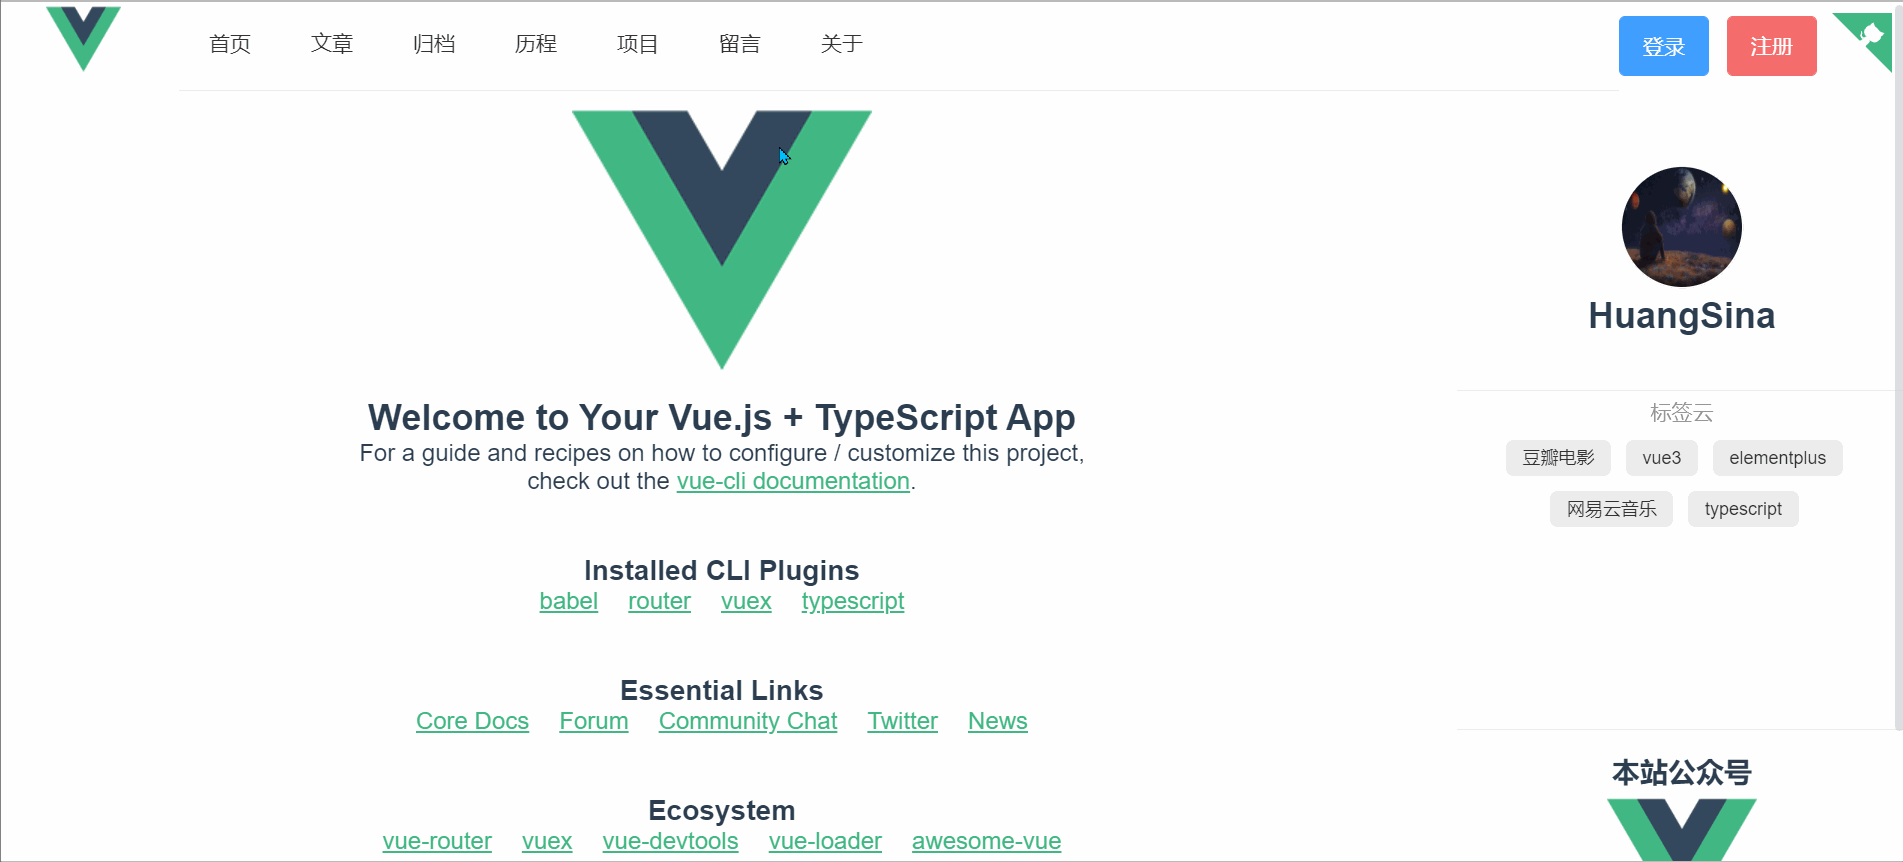 首页 文章 归档 历程 项目 留言 关于 登录 注册
Welcome to Your Vue.js + TypeScript App
For a guide and recipes on how to configure / customize this project,
check out the vue-cli documentation.
Installed CLI Plugins
babel router vuex typescript
Essential Links
Core Docs Forum Community Chat Twitter News
Ecosystem
vue-router vuex vue-devtools vue-loader awesome-vue
HuangSina
标签云
豆瓣电影 vue3 elementplus
网易云音乐 typescript
本站公众号